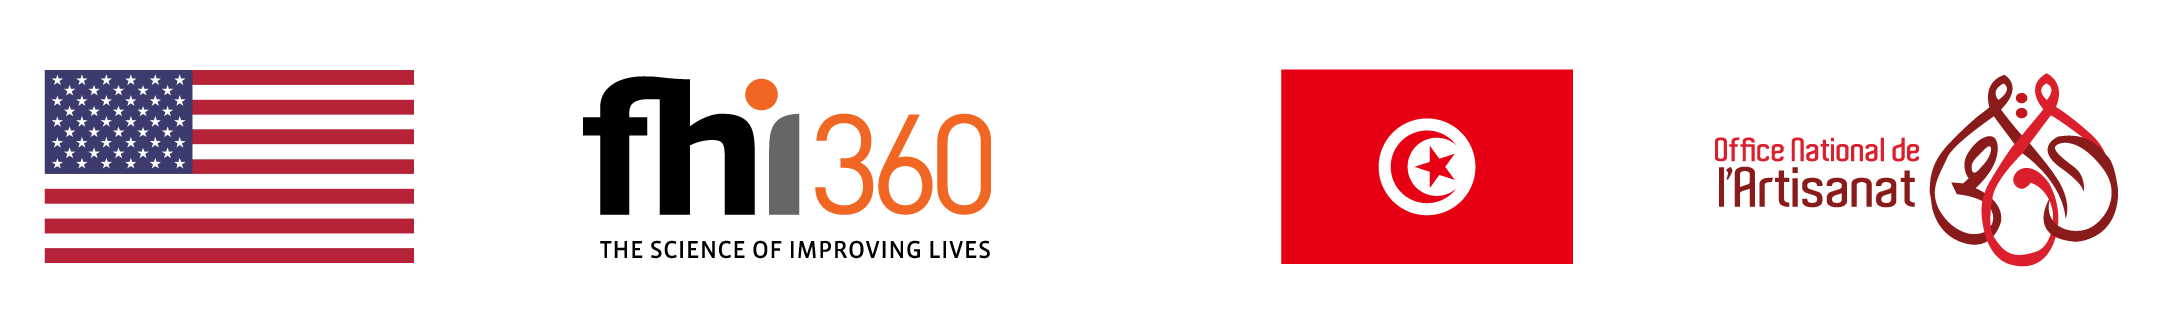 fhi360
THE SCIENCE OF IMPROVING LIVES
Office National de
l'Artisanat